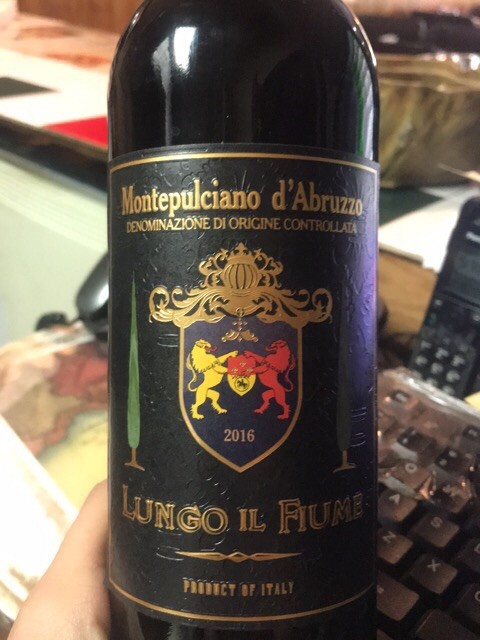 Montepulciano d'Abruzzo
DENOMINAZIONE DI ORIGINE CONTROLLATA
2016
LUNGO IL FIUME
PRODUCT OF ITALY